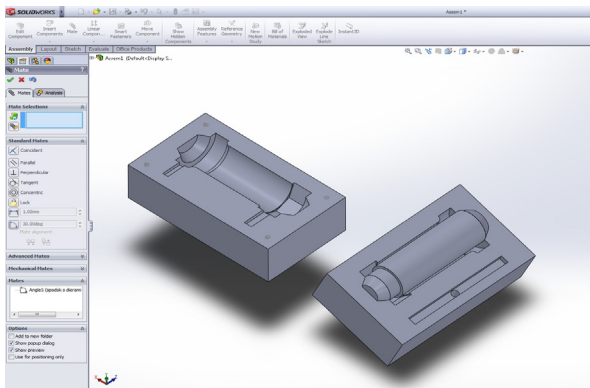 SOLIDWORKS
Assem1 *
Edit Component
Insert Components
Mate
Linear Compon...
Smart Fasteners
Move Component
Show Hidden Components
Assembly Features
Reference Geometry
New Motion Study
Bill of Materials
Exploded View
Explode Line Sketch
Instant3D
Assembly Layout Sketch Evaluate Office Products
Assem1 (Default<Display S...
Mate
Mates Analysis
Mate Selections
Standard Mates
Coincident
Parallel
Perpendicular
Tangent
Concentric
Lock
1.00mm
30.00deg
Mate alignment:
Advanced Mates
Mechanical Mates
Mates
Options
Add to new folder
Show popup dialog
Show preview
Use for positioning only